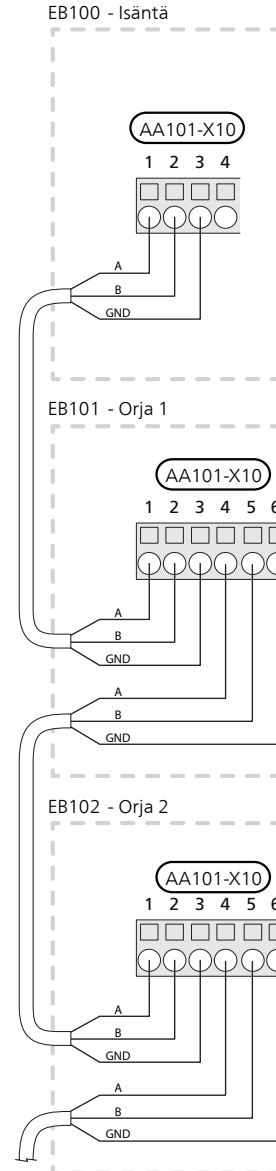 EB100 - Isäntä
AA101-X10
1 2 3 4
A
B
GND
EB101 - Orja 1
AA101-X10
1 2 3 4 5 6
A
B
GND
A
B
GND
EB102 - Orja 2
AA101-X10
1 2 3 4 5 6
A
B
GND
A
B
GND